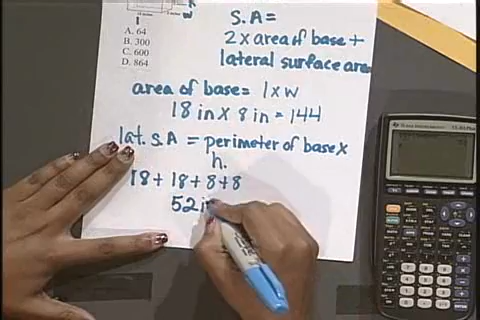 l
w
A. 64
B. 300
C. 600
D. 864
S.A=
2 x area of base +
lateral surface area
area of base = l x w
18 in x 8 in = 144
lat. S.A = perimeter of base x
h.
18 + 18 + 8 + 8
52 i